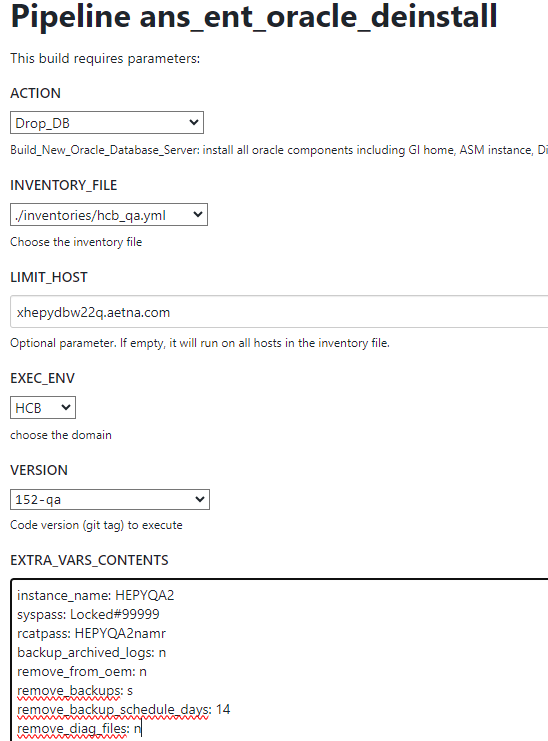 Pipeline ans_ent_oracle_deinstall
This build requires parameters:
ACTION
Drop_DB
Build_New_Oracle_Database_Server: install all oracle components including GI home, ASM instance, Di
INVENTORY_FILE
./inventories/hcb_qa.yml
Choose the inventory file
LIMIT_HOST
xhepydbw22q.aetna.com
Optional parameter. If empty, it will run on all hosts in the inventory file.
EXEC_ENV
HCB
choose the domain
VERSION
152-qa
Code version (git tag) to execute
EXTRA_VARS_CONTENTS
instance_name: HEPYQA2
syspass: Locked#99999
rcatpass: HEPYQA2namr
backup_archived_logs: n
remove_from_oem: n
remove_backups: s
remove_backup_schedule_days: 14
remove_diag_files: n